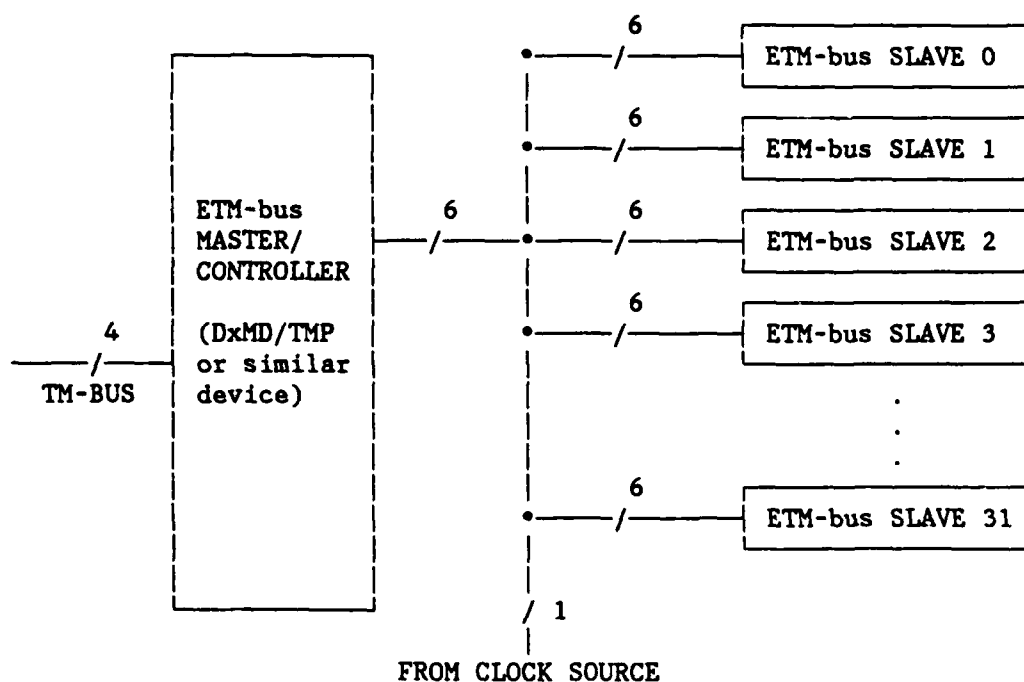 6
ETM-bus SLAVE 0
6
ETM-bus SLAVE 1
ETM-bus
MASTER/
CONTROLLER
(DxMD/TMP
or similar
device)
6
6
ETM-bus SLAVE 2
6
ETM-bus SLAVE 3
4
TM-BUS
.
.
.
6
ETM-bus SLAVE 31
1
FROM CLOCK SOURCE